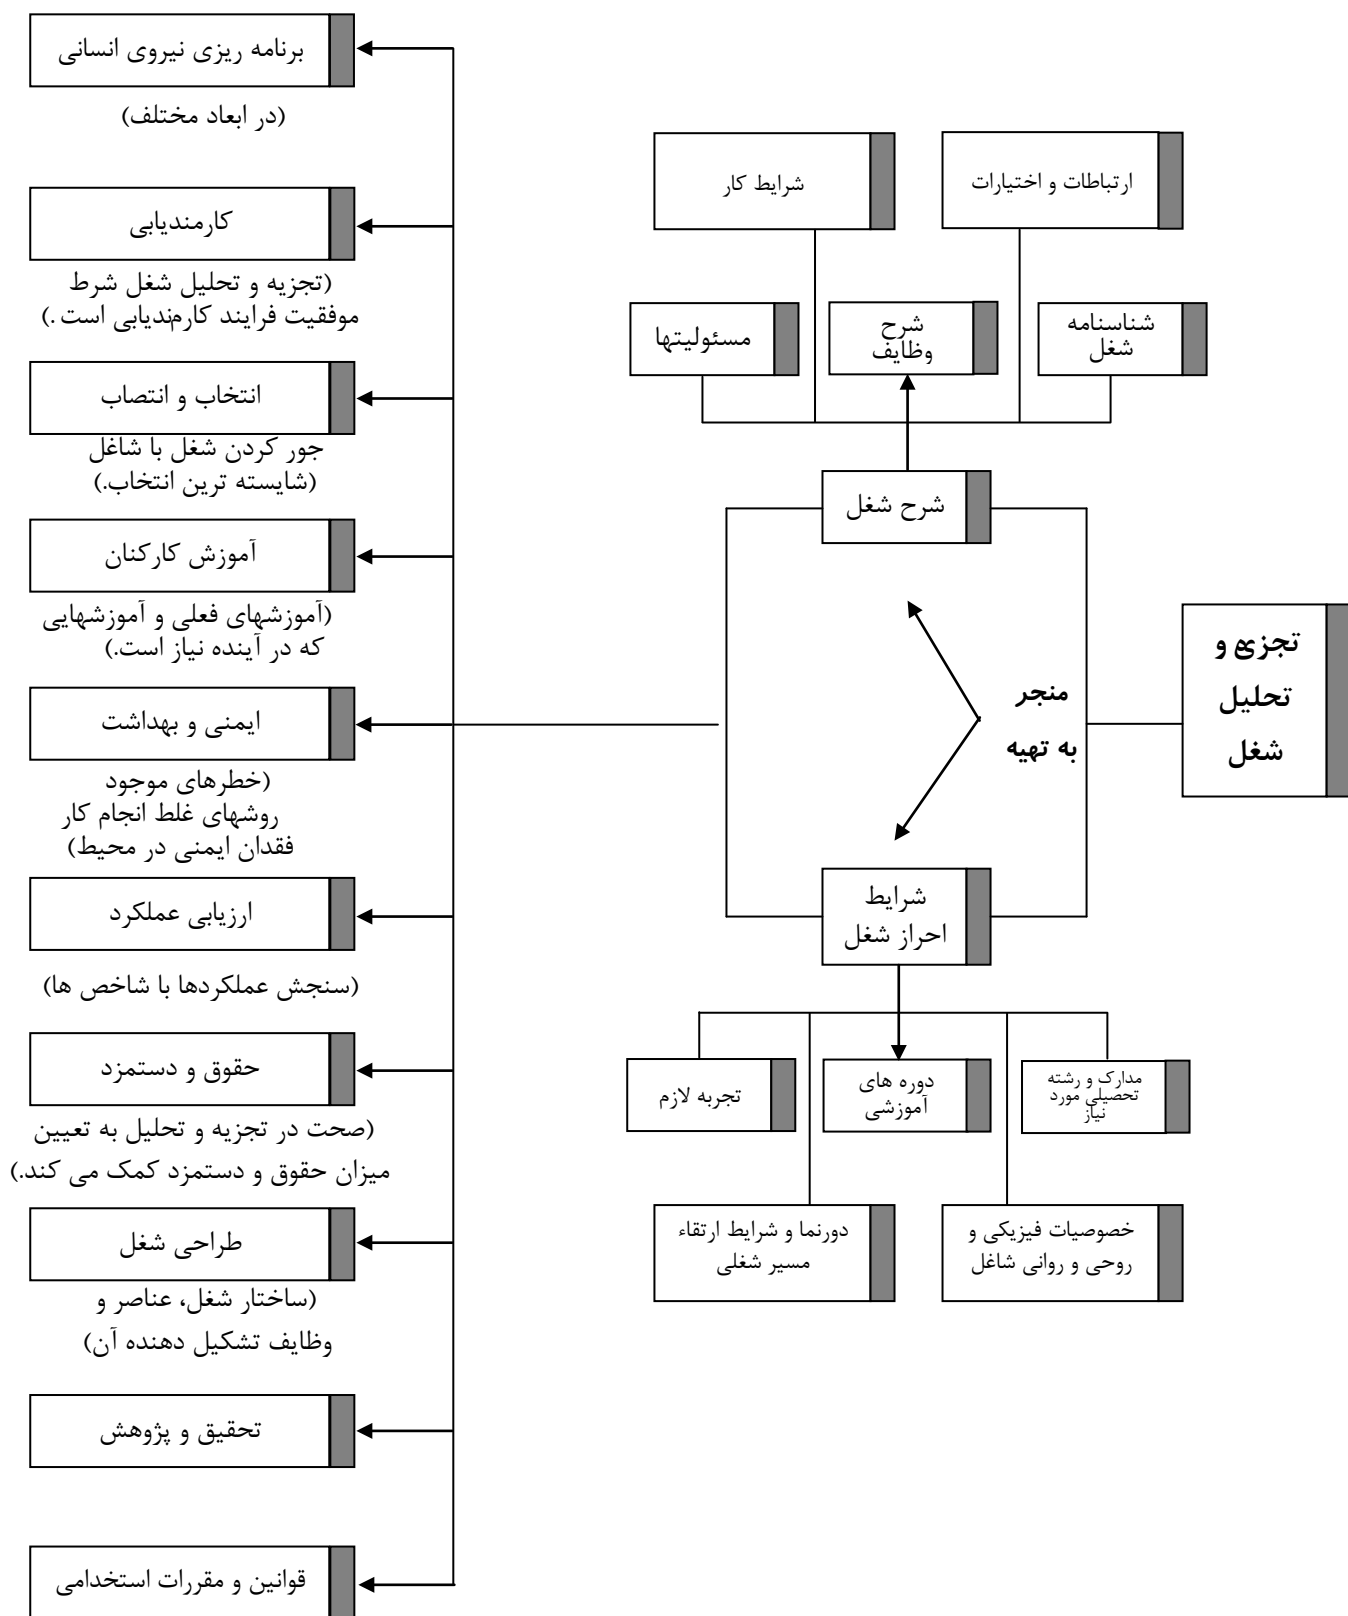 برنامه ریزی نیروی انسانی
(در ابعاد مختلف)
کارمندیابی
(تجزیه و تحلیل شغل شرط
موفقیت فرایند کارمندیابی است .)
انتخاب و انتصاب
جور کردن شغل با شاغل
(شایسته ترین انتخاب.)
آموزش کارکنان
(آموزشهای فعلی و آموزشهایی
که در آینده نیاز است.)
ایمنی و بهداشت
(خطرهای موجود
روشهای غلط انجام کار
فقدان ایمنی در محیط)
ارزیابی عملکرد
(سنجش عملکردها با شاخص ها)
حقوق و دستمزد
(صحت در تجزیه و تحلیل به تعیین
میزان حقوق و دستمزد کمک می کند.)
طراحی شغل
(ساختار شغل، عناصر و
وظایف تشکیل دهنده آن)
تحقیق و پژوهش
قوانین و مقررات استخدامی
ارتباطات و اختیارات
شرایط کار
شناسنامه
شغل
شرح
وظایف
مسئولیتها
شرح شغل
تجزی و
تحلیل
شغل
منجر
به تهیه
شرایط
احراز شغل
مدارک و رشته
تحصیلی مورد
نیاز
دوره های
آموزشی
تجربه لازم
خصوصیات فیزیکی و
روحی و روانی شاغل
دورنما و شرایط ارتقاء
مسیر شغلی